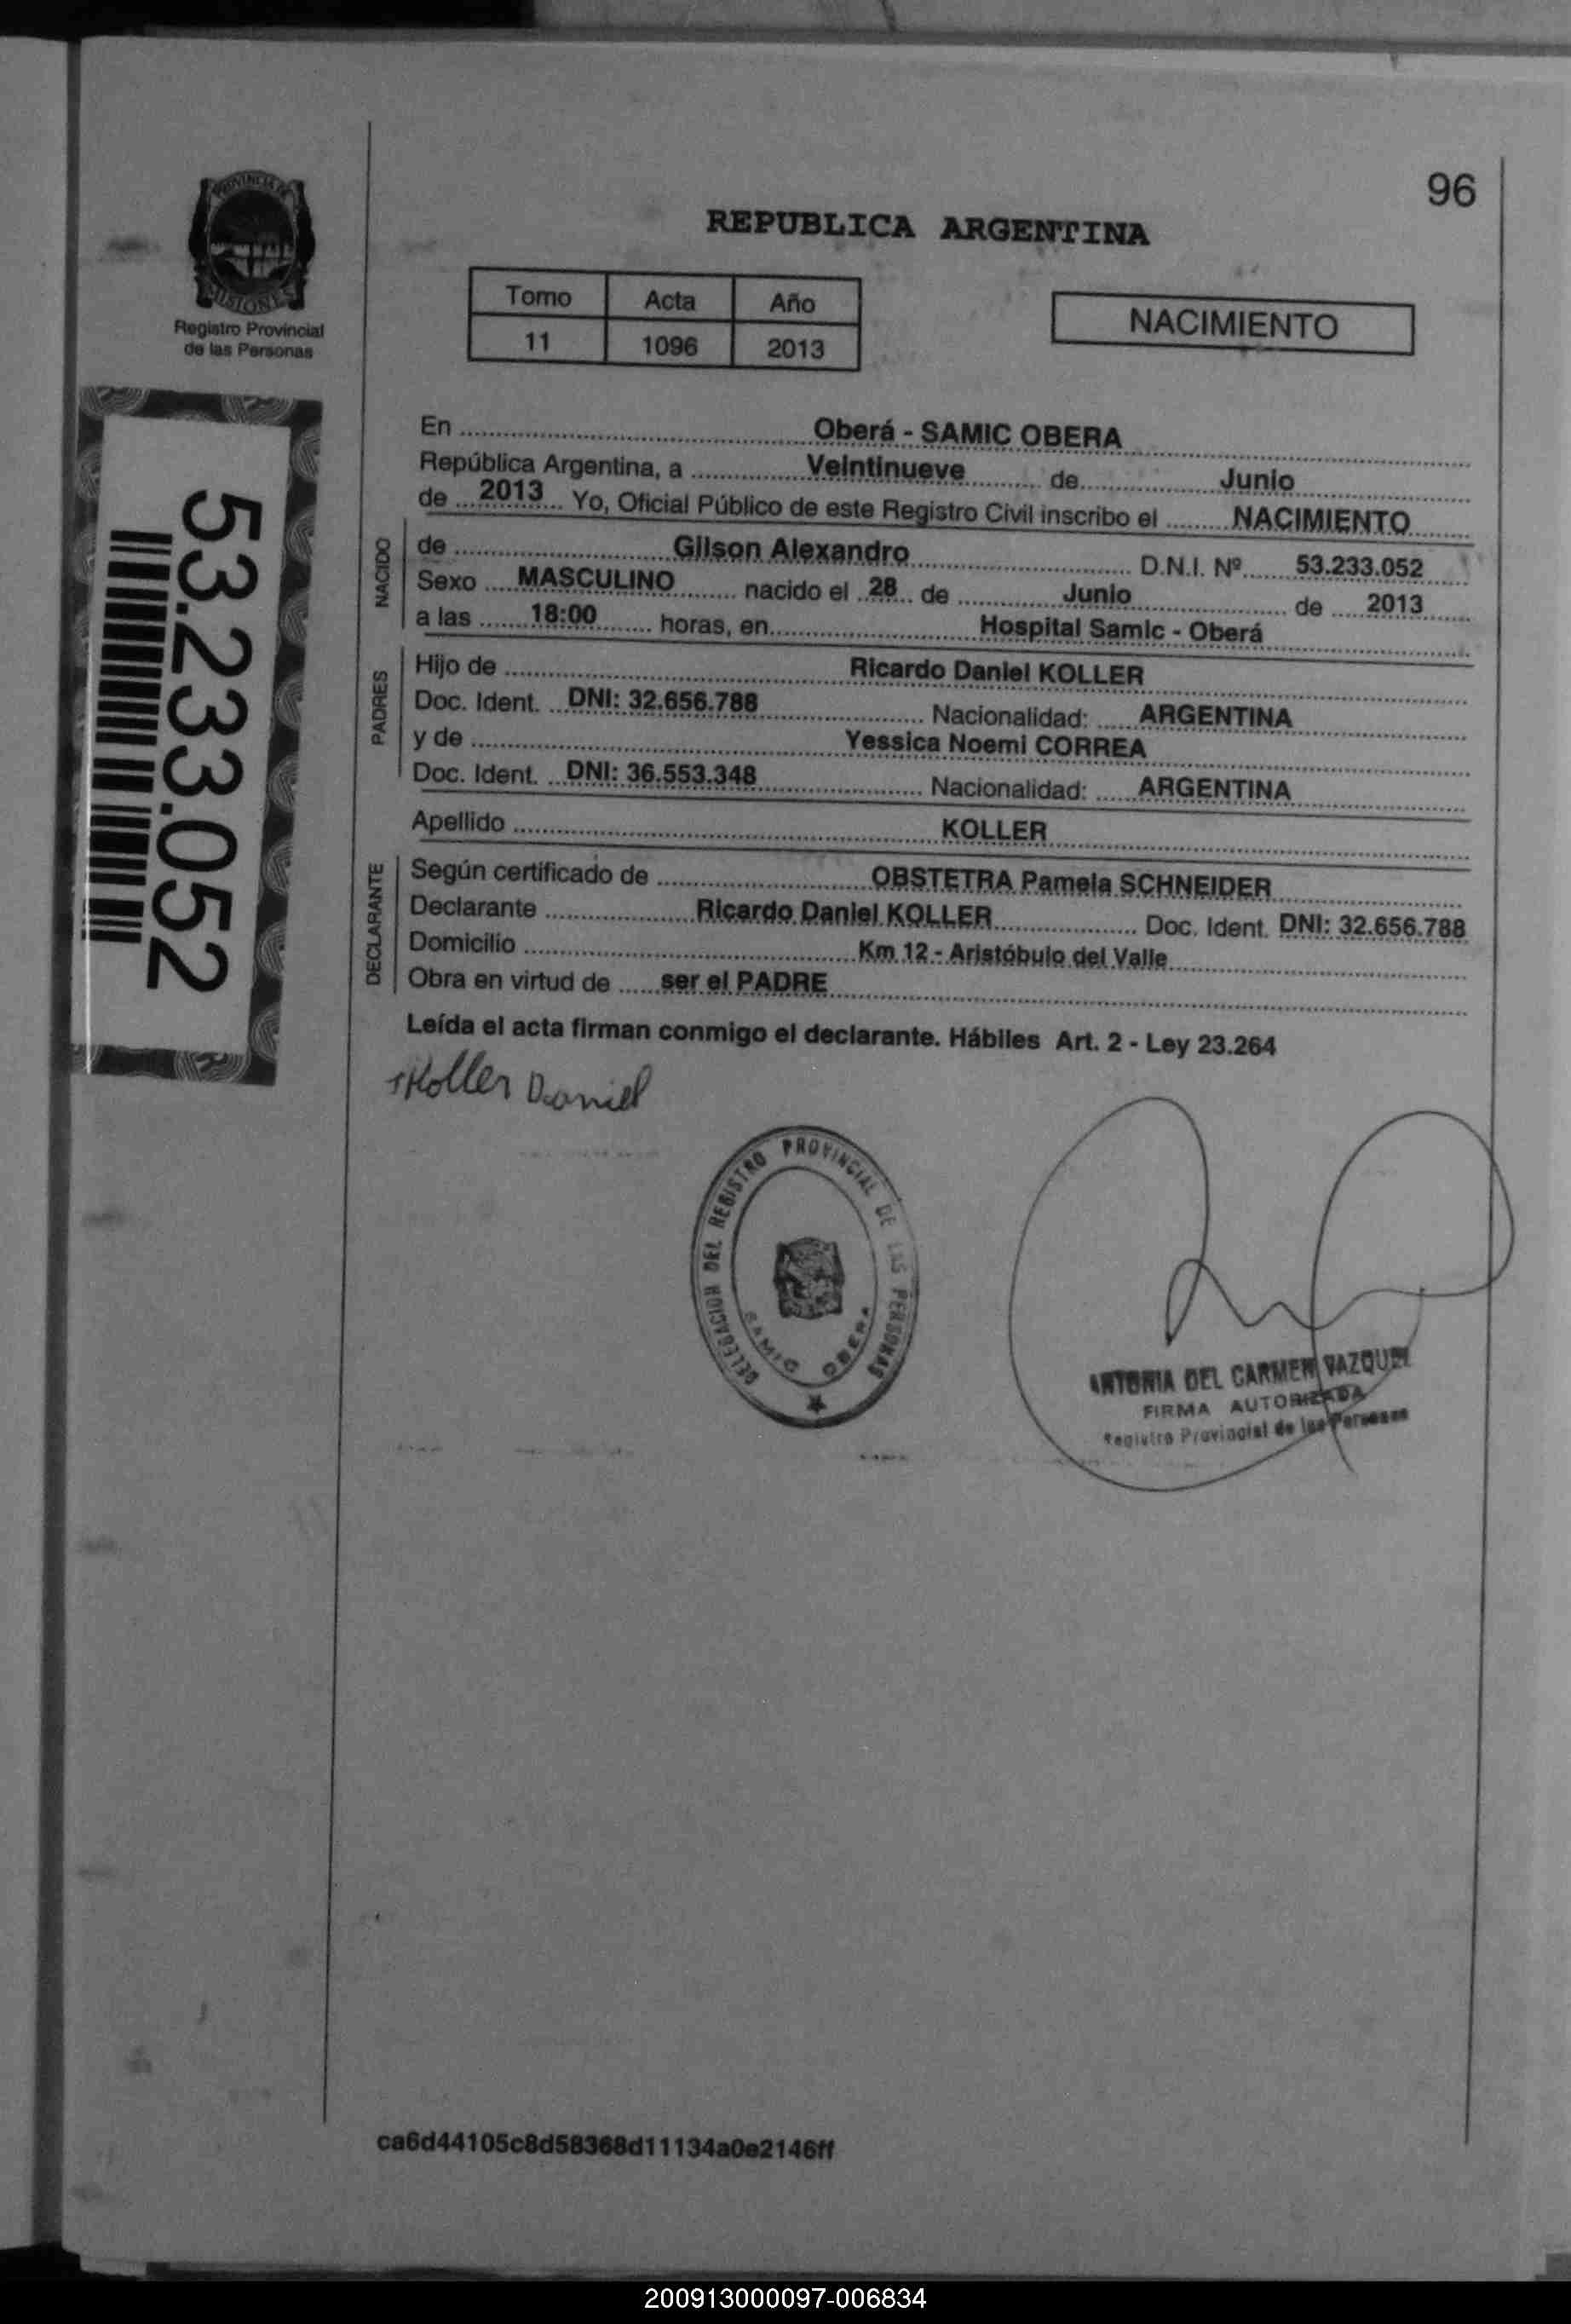 96
PROVINCIA DE
MISIONES
Registro Provincial
de las Personas
REPUBLICA ARGENTINA
Tomo Acta Año
11 1096 2013
NACIMIENTO
53.233.052
En Oberá - SAMIC OBERA
República Argentina, a Veintinueve de Junio
de 2013 Yo, Oficial Público de este Registro Civil inscribo el NACIMIENTO
NACIDO
de Gilson Alexandro D.N.I. Nº 53.233.052
Sexo MASCULINO nacido el 28 de Junio de 2013
a las 18:00 horas, en Hospital Samic - Oberá
PADRES
Hijo de Ricardo Daniel KOLLER
Doc. Ident. DNI: 32.656.788 Nacionalidad: ARGENTINA
y de Yessica Noemi CORREA
Doc. Ident. DNI: 36.553.348 Nacionalidad: ARGENTINA
Apellido KOLLER
DECLARANTE
Según certificado de OBSTETRA Pamela SCHNEIDER
Declarante Ricardo Daniel KOLLER Doc. Ident. DNI: 32.656.788
Domicilio Km 12 - Aristóbulo del Valle
Obra en virtud de ser el PADRE
Leída el acta firman conmigo el declarante. Hábiles Art. 2 - Ley 23.264
Koller Daniel
DELEGACION DEL REGISTRO PROVINCIAL DE LAS PERSONAS
SAMIC OBERA
ANTONIA DEL CARMEN VAZQUEZ
FIRMA AUTORIZADA
Registro Provincial de las Personas
ca6d44105c8d58368d11134a0e2146ff
200913000097-006834